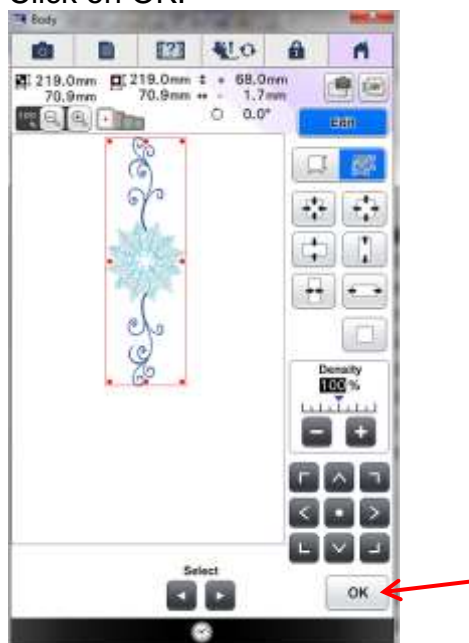 Click on OK.
Body
219.0mm 219.0mm + 68.0mm
70.9mm 70.9mm - 1.7mm
0.0°
Edit
Density
100 %
Select
OK